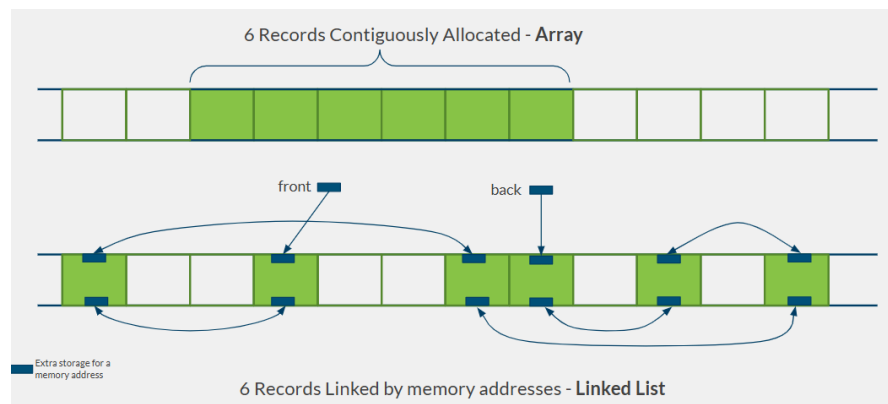 6 Records Contiguously Allocated - Array
front
back
Extra storage for a
memory address
6 Records Linked by memory addresses - Linked List